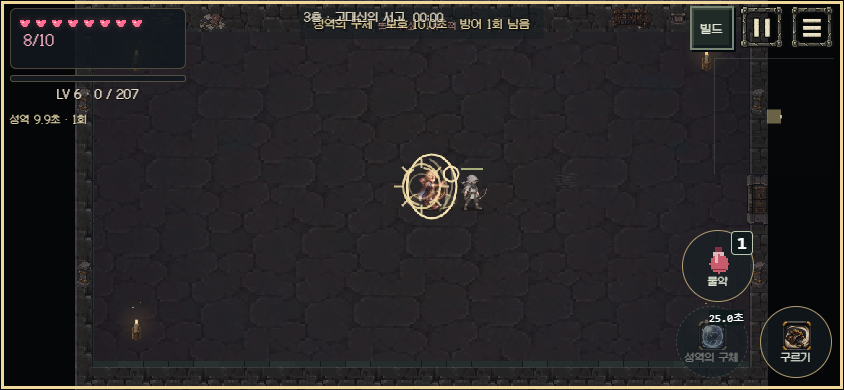 8/10
LV 6 · 0 / 207
성역 9.9초 · 1회
3층 · 고대신의 서고 00:00
성역의 구체 · 보호 10.0초 · 방어 1회 남음
빌드
1
물약
25.0초
성역의 구체
구르기